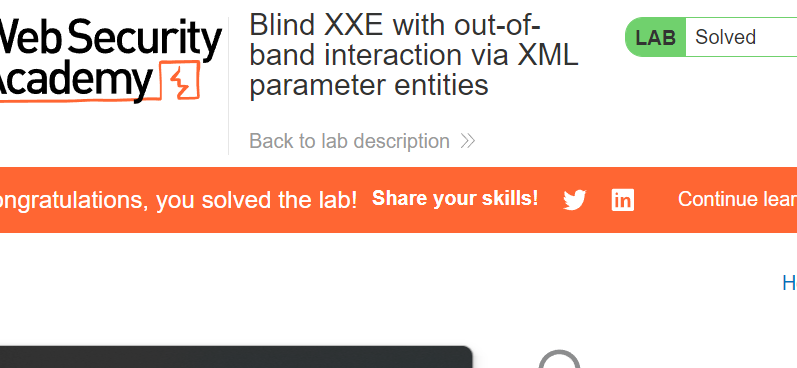 Web Security
Academy
Blind XXE with out-of-
band interaction via XML
parameter entities
Back to lab description
LAB Solved
ongratulations, you solved the lab! Share your skills! in Continue lear
H